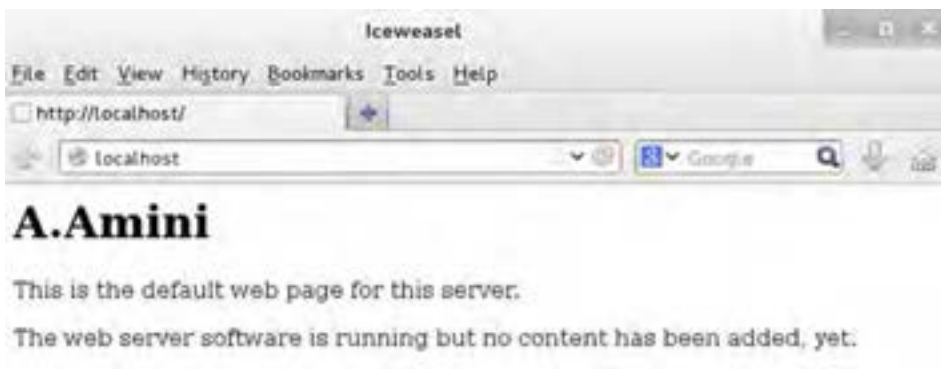 Iceweasel
File Edit View History Bookmarks Tools Help
http://localhost/
localhost Google
A.Amini
This is the default web page for this server.
The web server software is running but no content has been added, yet.